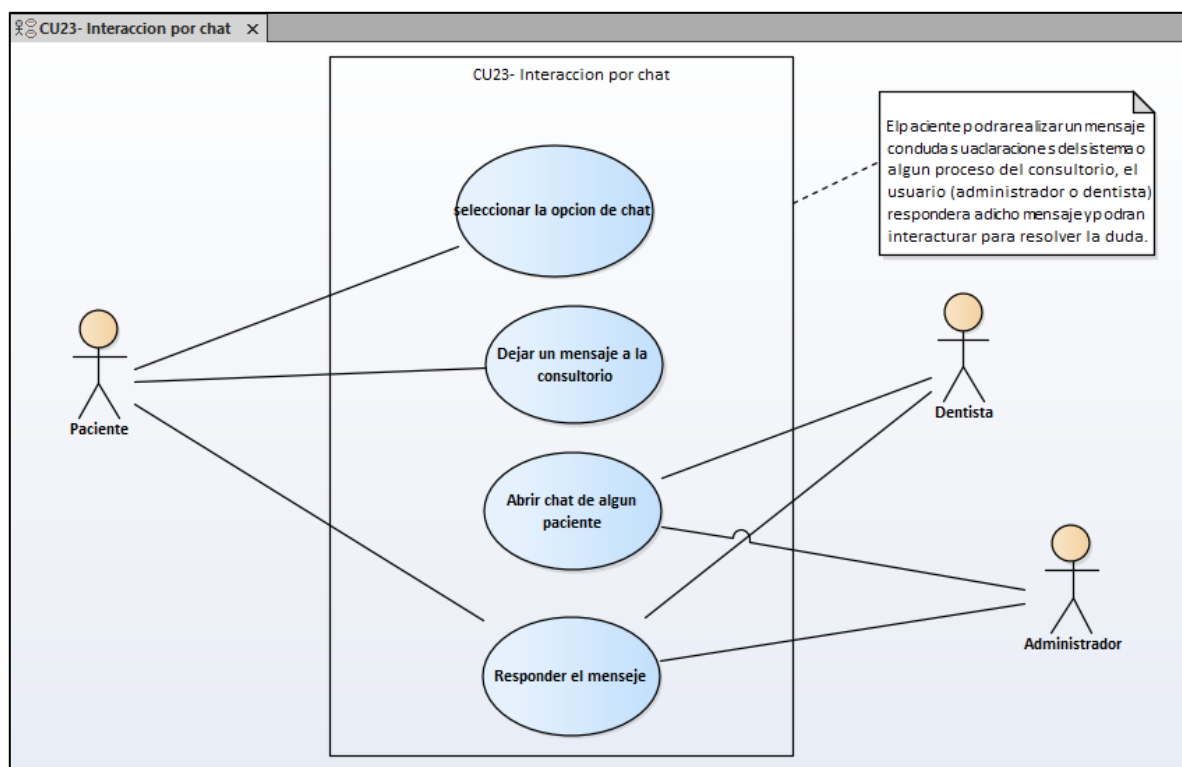 CU23- Interaccion por chat
CU23- Interaccion por chat
El paciente podra realizar un mensaje
con dudas u aclaraciones del sistema o
algun proceso del consultorio, el
usuario (administrador o dentista)
respondera a dicho mensaje y podran
interacturar para resolver la duda.
seleccionar la opcion de chat
Dejar un mensaje a la
consultorio
Paciente
Dentista
Abrir chat de algun
paciente
Administrador
Responder el menseje